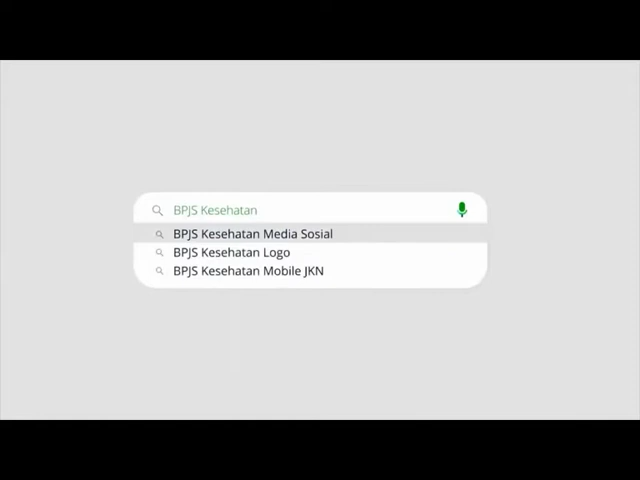 BPJS Kesehatan
BPJS Kesehatan Media Sosial
BPJS Kesehatan Logo
BPJS Kesehatan Mobile JKN